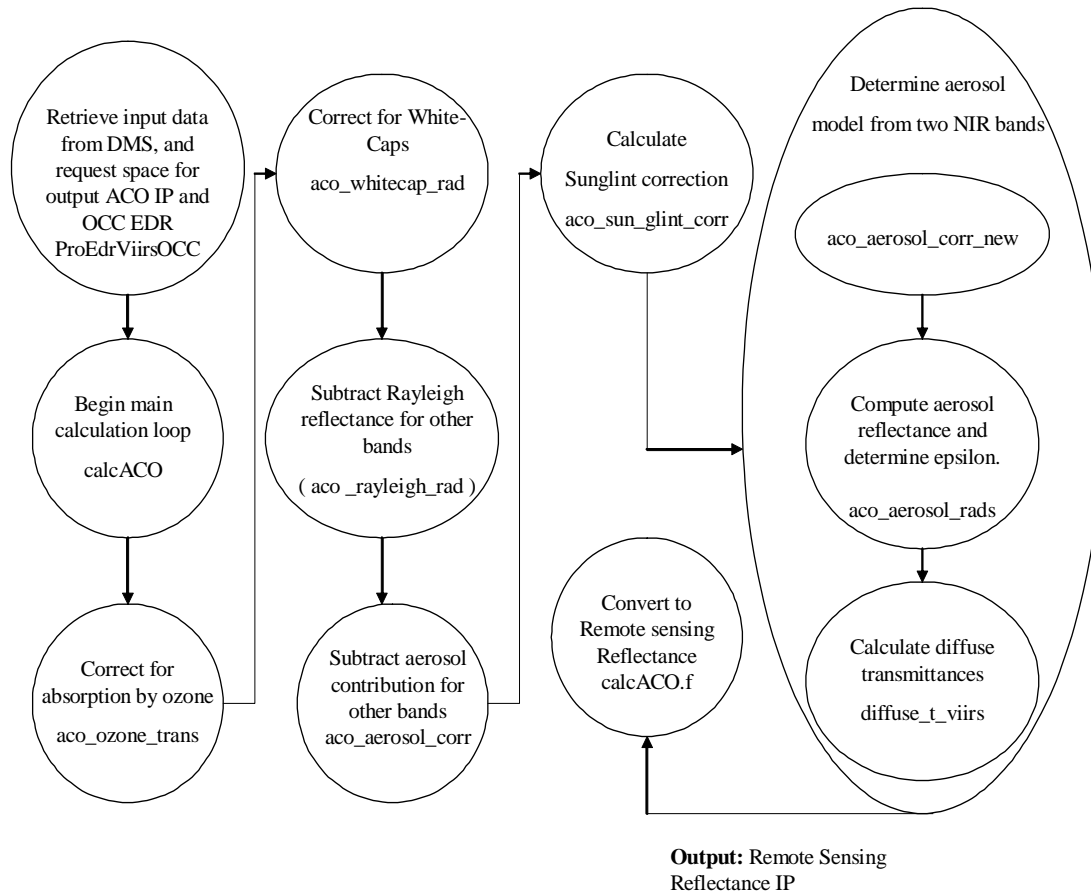 Retrieve input data
from DMS, and
request space for
output ACO IP and
OCC EDR
ProEdrViirsOCC
Begin main
calculation loop
calcACO
Correct for
absorption by ozone
aco_ozone_trans
Correct for White-
Caps
aco_whitecap_rad
Subtract Rayleigh
reflectance for other
bands
( aco _rayleigh_rad )
Subtract aerosol
contribution for
other bands
aco_aerosol_corr
Calculate
Sunglint correction
aco_sun_glint_corr
Determine aerosol
model from two NIR bands
aco_aerosol_corr_new
Compute aerosol
reflectance and
determine epsilon.
aco_aerosol_rads
Calculate diffuse
transmittances
diffuse_t_viirs
Convert to
Remote sensing
Reflectance
calcACO.f
Output: Remote Sensing
Reflectance IP